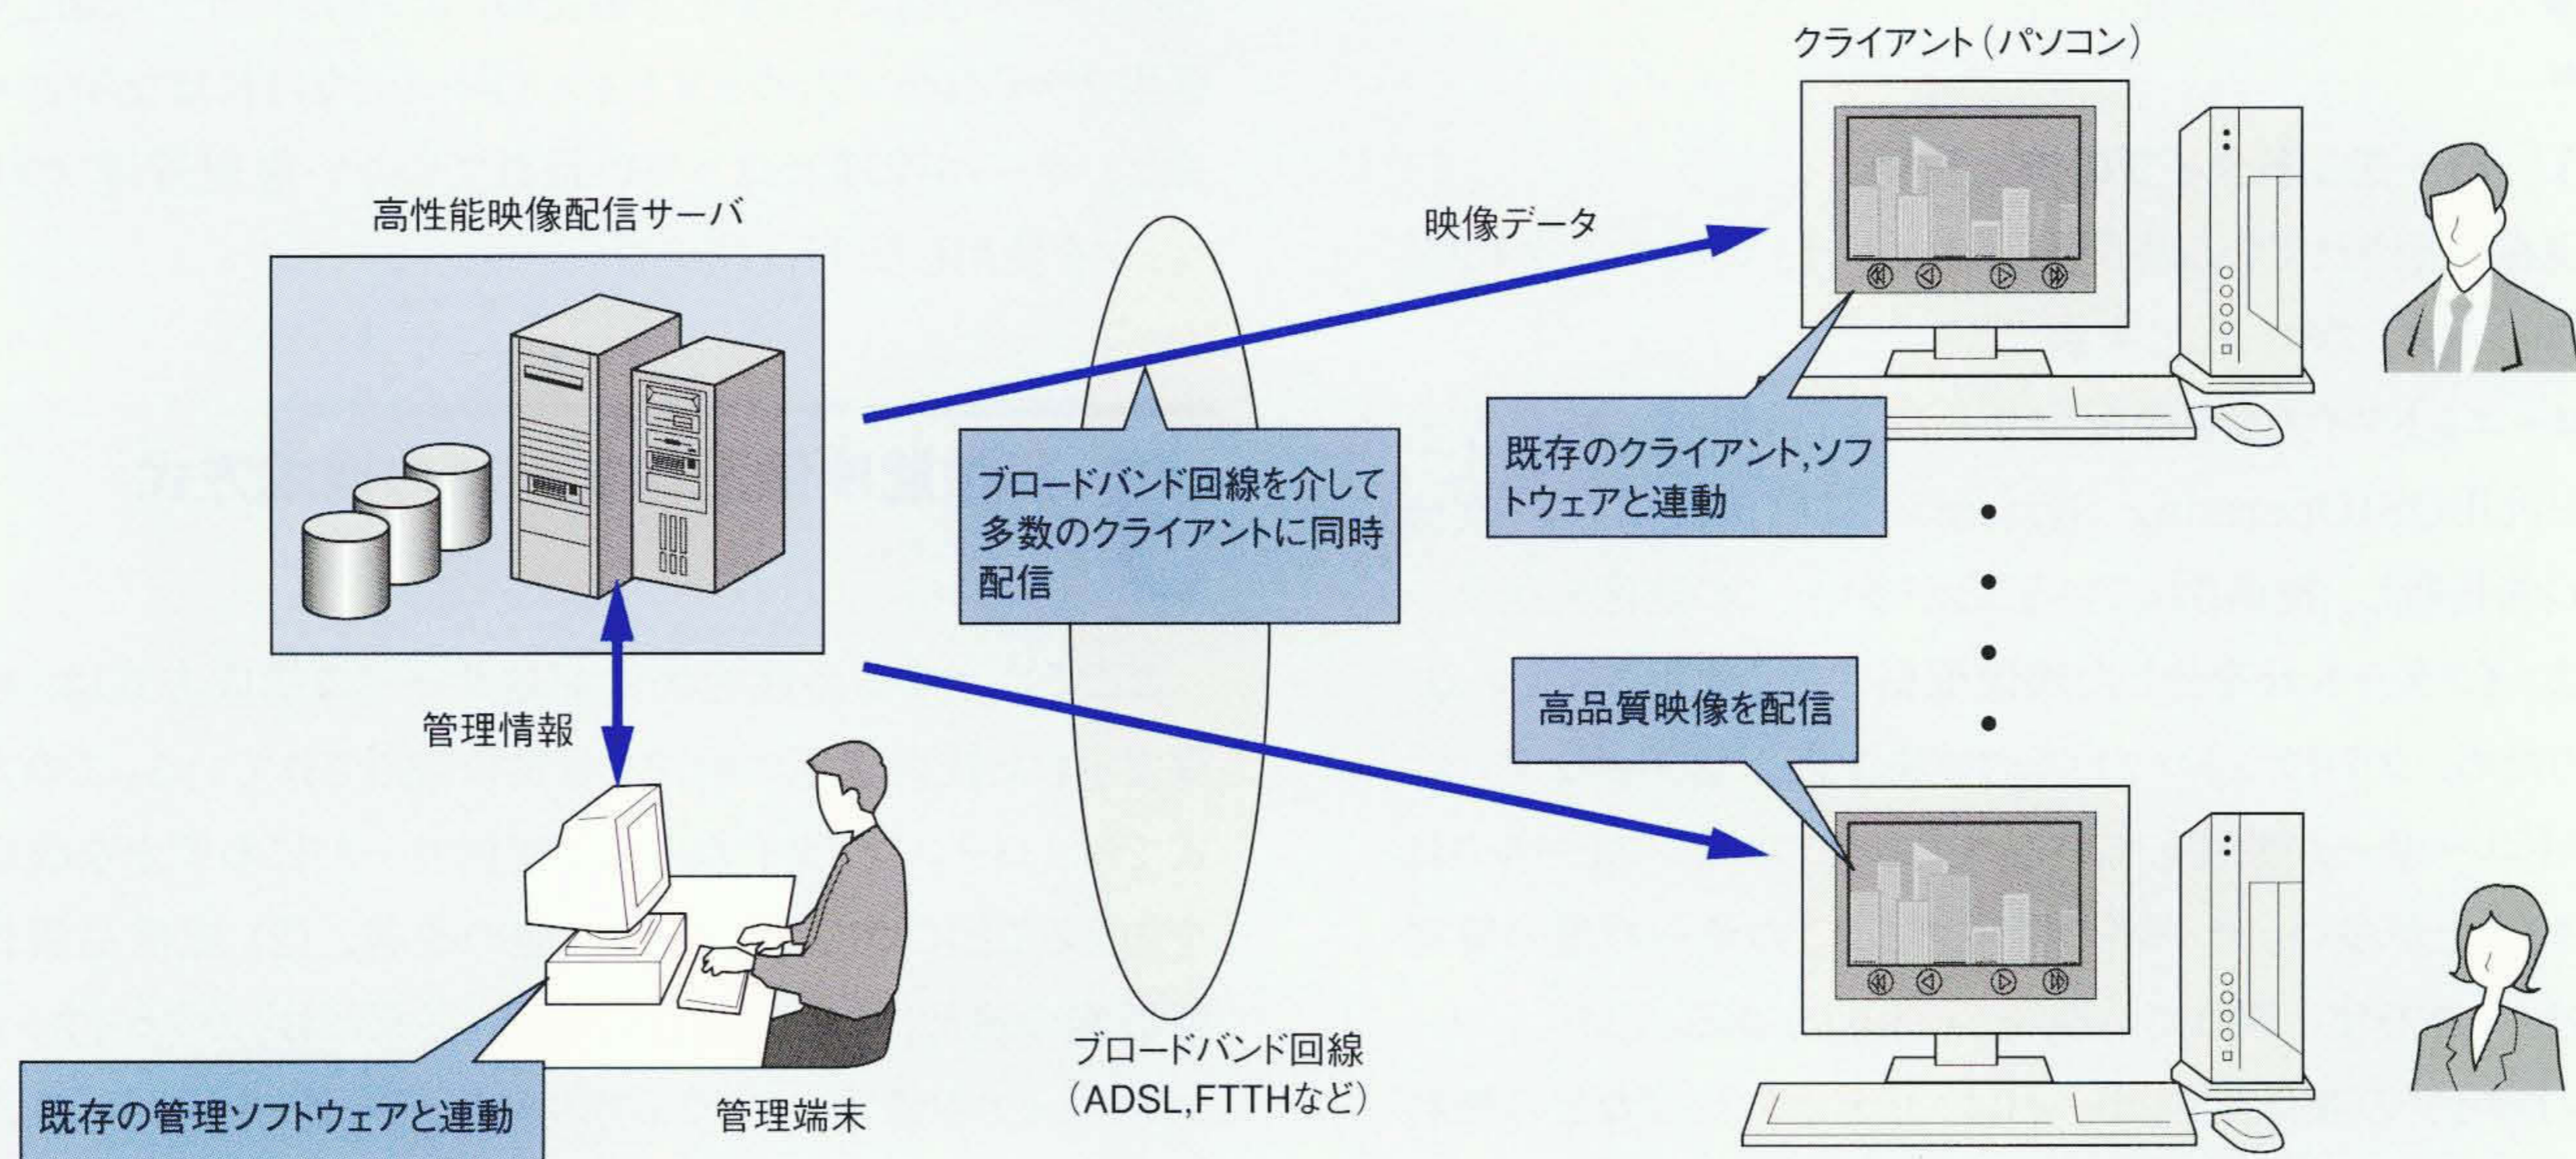 クライアント（パソコン）
高性能映像配信サーバ
映像データ
ブロードバンド回線を介して
多数のクライアントに同時
配信
既存のクライアント,ソフ
トウェアと連動
高品質映像を配信
管理情報
既存の管理ソフトウェアと連動
管理端末
ブロードバンド回線
（ADSL,FTTHなど）